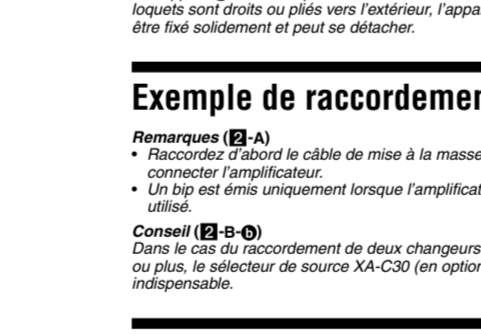 loquets sont droits ou pliés vers l'extérieur, l'appa
être fixé solidement et peut se détacher.
Exemple de raccordemen
Remarques (2-A)
• Raccordez d'abord le câble de mise à la masse
connecter l'amplificateur.
• Un bip est émis uniquement lorsque l'amplificat
utilisé.
Conseil (2-B-b)
Dans le cas du raccordement de deux changeurs
ou plus, le sélecteur de source XA-C30 (en option
indispensable.